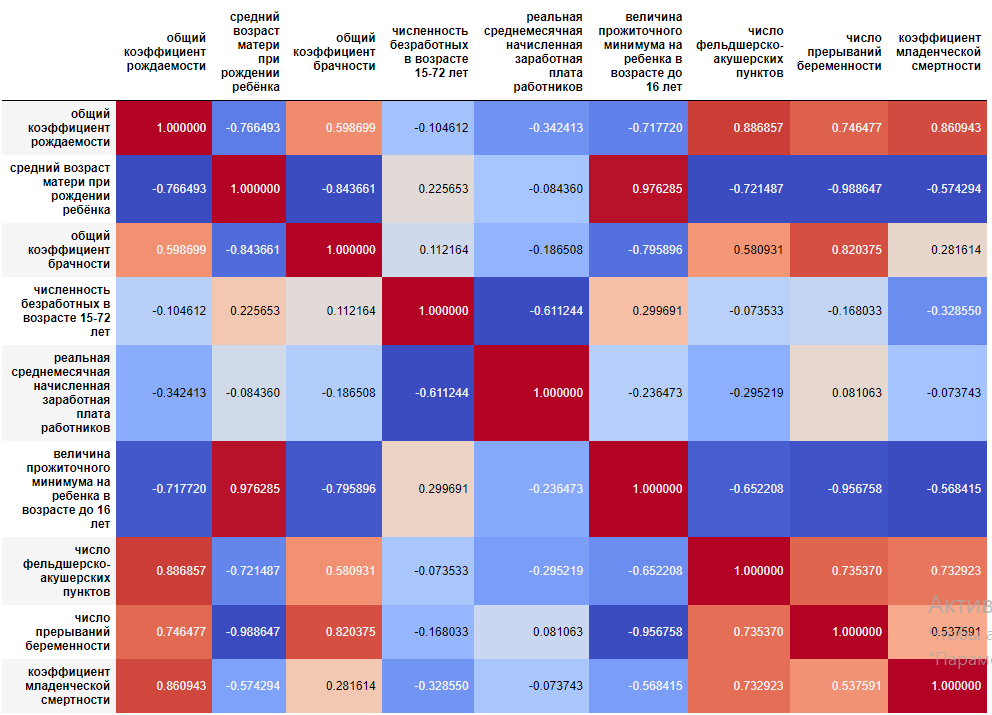 общий коэффициент рождаемости
средний возраст матери при рождении ребёнка
общий коэффициент брачности
численность безработных в возрасте 15-72 лет
реальная среднемесячная начисленная заработная плата работников
величина прожиточного минимума на ребенка в возрасте до 16 лет
число фельдшерско-акушерских пунктов
число прерываний беременности
коэффициент младенческой смертности
общий
коэффициент
рождаемости
1.000000 -0.766493 0.598699 -0.104612 -0.342413 -0.717720 0.886857 0.746477 0.860943
средний возраст
матери при
рождении
ребёнка
-0.766493 1.000000 -0.843661 0.225653 -0.084360 0.976285 -0.721487 -0.988647 -0.574294
общий
коэффициент
брачности
0.598699 -0.843661 1.000000 0.112164 -0.186508 -0.795896 0.580931 0.820375 0.281614
численность
безработных в
возрасте 15-72
лет
-0.104612 0.225653 0.112164 1.000000 -0.611244 0.299691 -0.073533 -0.168033 -0.328550
реальная
среднемесячная
начисленная
заработная
плата
работников
-0.342413 -0.084360 -0.186508 -0.611244 1.000000 -0.236473 -0.295219 0.081063 -0.073743
величина
прожиточного
минимума на
ребенка в
возрасте до 16
лет
-0.717720 0.976285 -0.795896 0.299691 -0.236473 1.000000 -0.652208 -0.956758 -0.568415
число
фельдшерско-
акушерских
пунктов
0.886857 -0.721487 0.580931 -0.073533 -0.295219 -0.652208 1.000000 0.735370 0.732923
число
прерываний
беременности
0.746477 -0.988647 0.820375 -0.168033 0.081063 -0.956758 0.735370 1.000000 0.537591
коэффициент
младенческой
смертности
0.860943 -0.574294 0.281614 -0.328550 -0.073743 -0.568415 0.732923 0.537591 1.000000